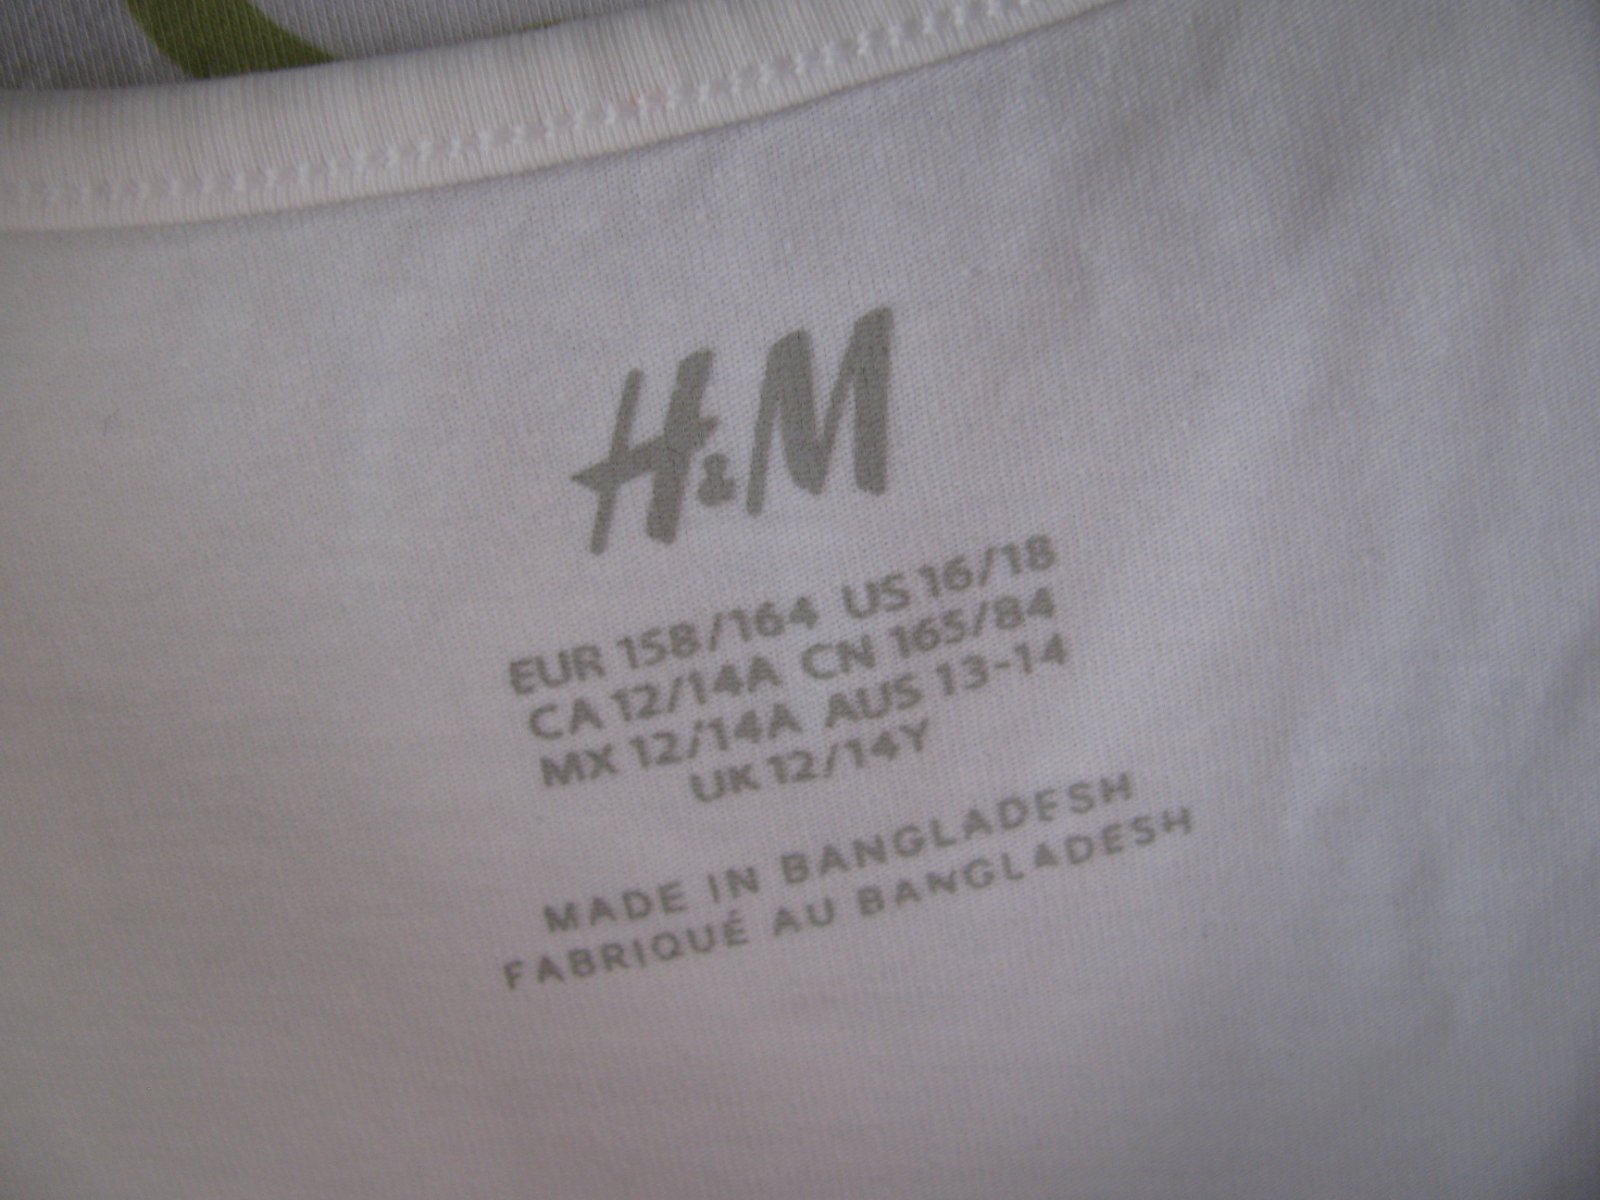 H&M
EUR 158/164 US 16/18
CA 12/14A CN 165/84
MX 12/14A AUS 13-14
UK 12/14Y
MADE IN BANGLADESH
FABRIQUÉ AU BANGLADESH